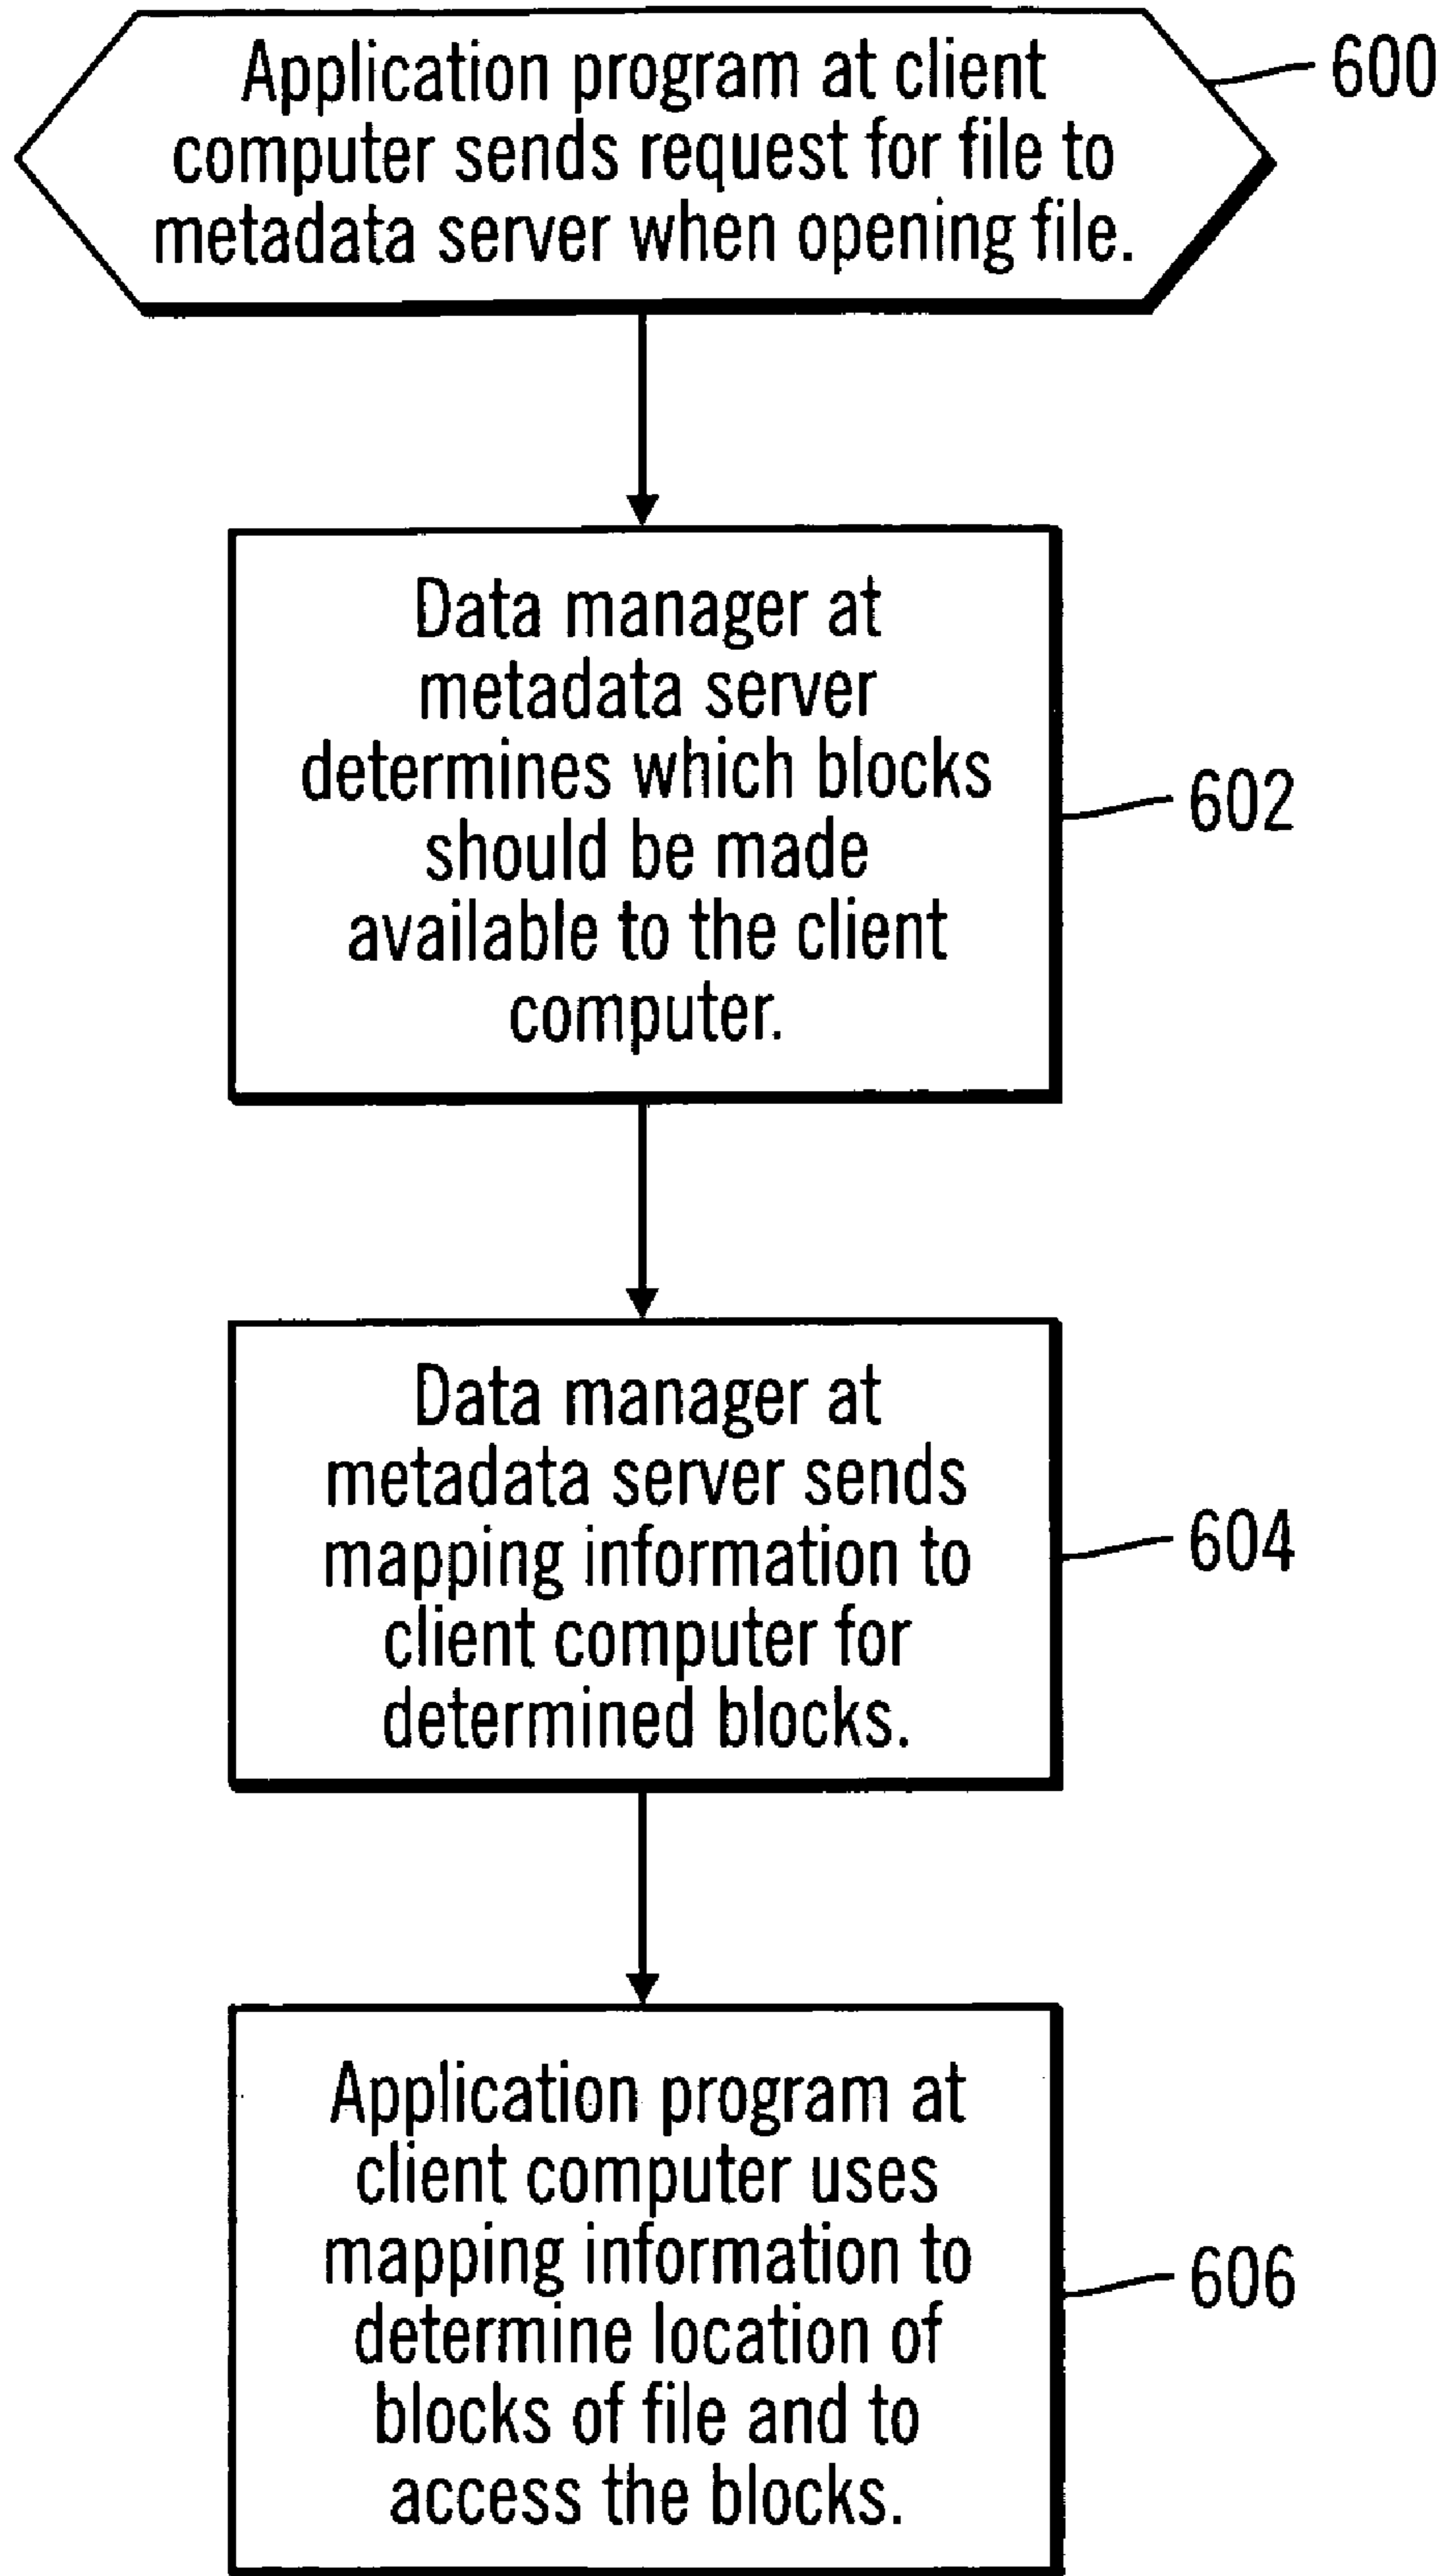 Application program at client
computer sends request for file to
metadata server when opening file.
600
Data manager at
metadata server
determines which blocks
should be made
available to the client
computer.
602
Data manager at
metadata server sends
mapping information to
client computer for
determined blocks.
604
Application program at
client computer uses
mapping information to
determine location of
blocks of file and to
access the blocks.
606